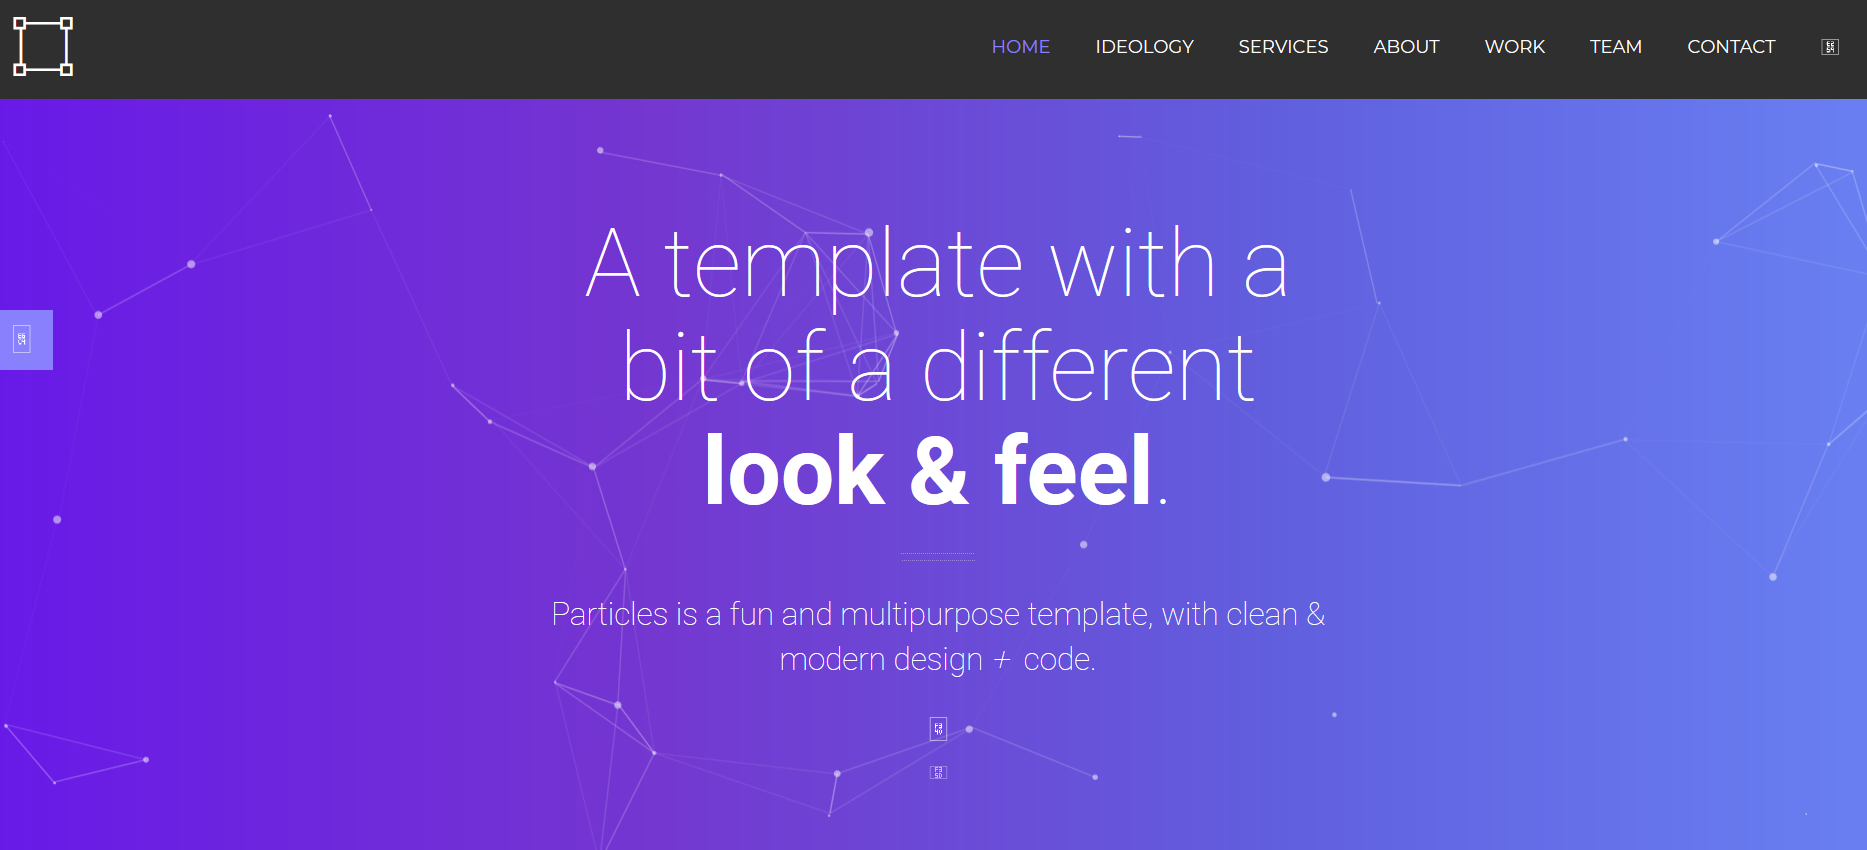 HOME IDEOLOGY SERVICES ABOUT WORK TEAM CONTACT
A template with a
bit of a different
look & feel.
Particles is a fun and multipurpose template, with clean &
modern design + code.